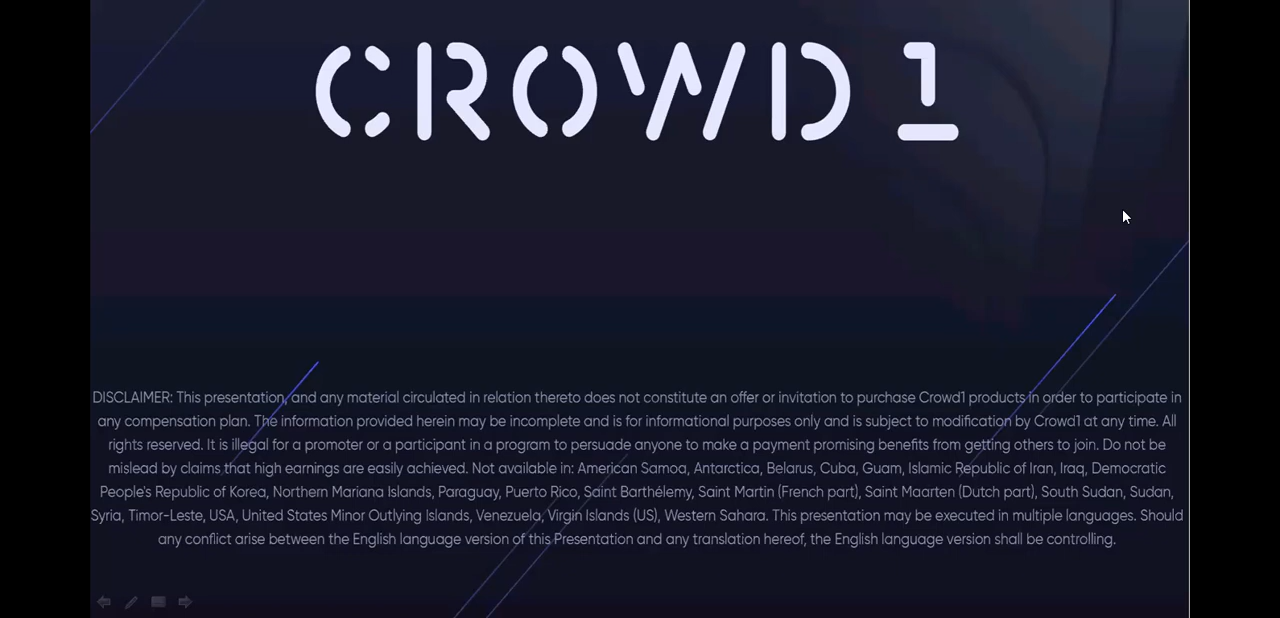 CROWD1
DISCLAIMER: This presentation, and any material circulated in relation thereto does not constitute an offer or invitation to purchase Crowd1 products in order to participate in
any compensation plan. The information provided herein may be incomplete and is for informational purposes only and is subject to modification by Crowd1 at any time. All
rights reserved. It is illegal for a promoter or a participant in a program to persuade anyone to make a payment promising benefits from getting others to join. Do not be
mislead by claims that high earnings are easily achieved. Not available in: American Samoa, Antarctica, Belarus, Cuba, Guam, Islamic Republic of Iran, Iraq, Democratic
People's Republic of Korea, Northern Mariana Islands, Paraguay, Puerto Rico, Saint Barthélemy, Saint Martin (French part), Saint Maarten (Dutch part), South Sudan, Sudan,
Syria, Timor-Leste, USA, United States Minor Outlying Islands, Venezuela, Virgin Islands (US), Western Sahara. This presentation may be executed in multiple languages. Should
any conflict arise between the English language version of this Presentation and any translation hereof, the English language version shall be controlling.